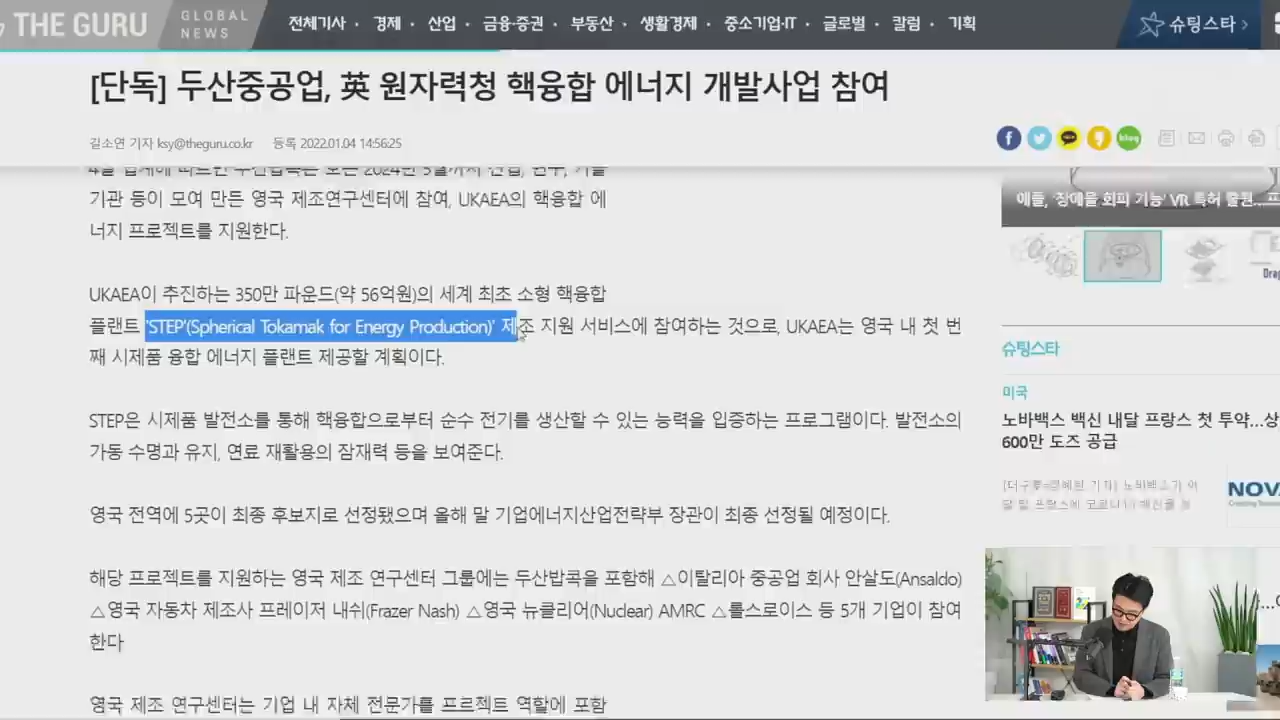 THE GURU
GLOBAL
NEWS
전체기사 · 경제 · 산업 · 금융·증권 · 부동산 · 생활경제 · 중소기업·IT · 글로벌 · 칼럼 · 기획
슈팅스타 ›
[단독] 두산중공업, 英 원자력청 핵융합 에너지 개발사업 참여
길소연 기자 ksy@theguru.co.kr 등록 2022.01.04 14:56:25
blog
기관 등이 모여 만든 영국 제조연구센터에 참여, UKAEA의 핵융합 에
너지 프로젝트를 지원한다.
UKAEA이 추진하는 350만 파운드(약 56억원)의 세계 최초 소형 핵융합
플랜트 'STEP'(Spherical Tokamak for Energy Production)' 제조 지원 서비스에 참여하는 것으로, UKAEA는 영국 내 첫 번
째 시제품 융합 에너지 플랜트 제공할 계획이다.
STEP은 시제품 발전소를 통해 핵융합으로부터 순수 전기를 생산할 수 있는 능력을 입증하는 프로그램이다. 발전소의
가동 수명과 유지, 연료 재활용의 잠재력 등을 보여준다.
영국 전역에 5곳이 최종 후보지로 선정됐으며 올해 말 기업에너지산업전략부 장관이 최종 선정될 예정이다.
해당 프로젝트를 지원하는 영국 제조 연구센터 그룹에는 두산밥콕을 포함해 △이탈리아 중공업 회사 안살도(Ansaldo)
△영국 자동차 제조사 프레이저 내쉬(Frazer Nash) △영국 뉴클리어(Nuclear) AMRC △롤스로이스 등 5개 기업이 참여
한다
영국 제조 연구센터는 기업 내 자체 전문가를 프로젝트 역할에 포함
애플, '장애물 회피 기능' VR 특허 출원...
Drag
슈팅스타
미국
노바백스 백신 내달 프랑스 첫 투약...상
600만 도즈 공급
NOV